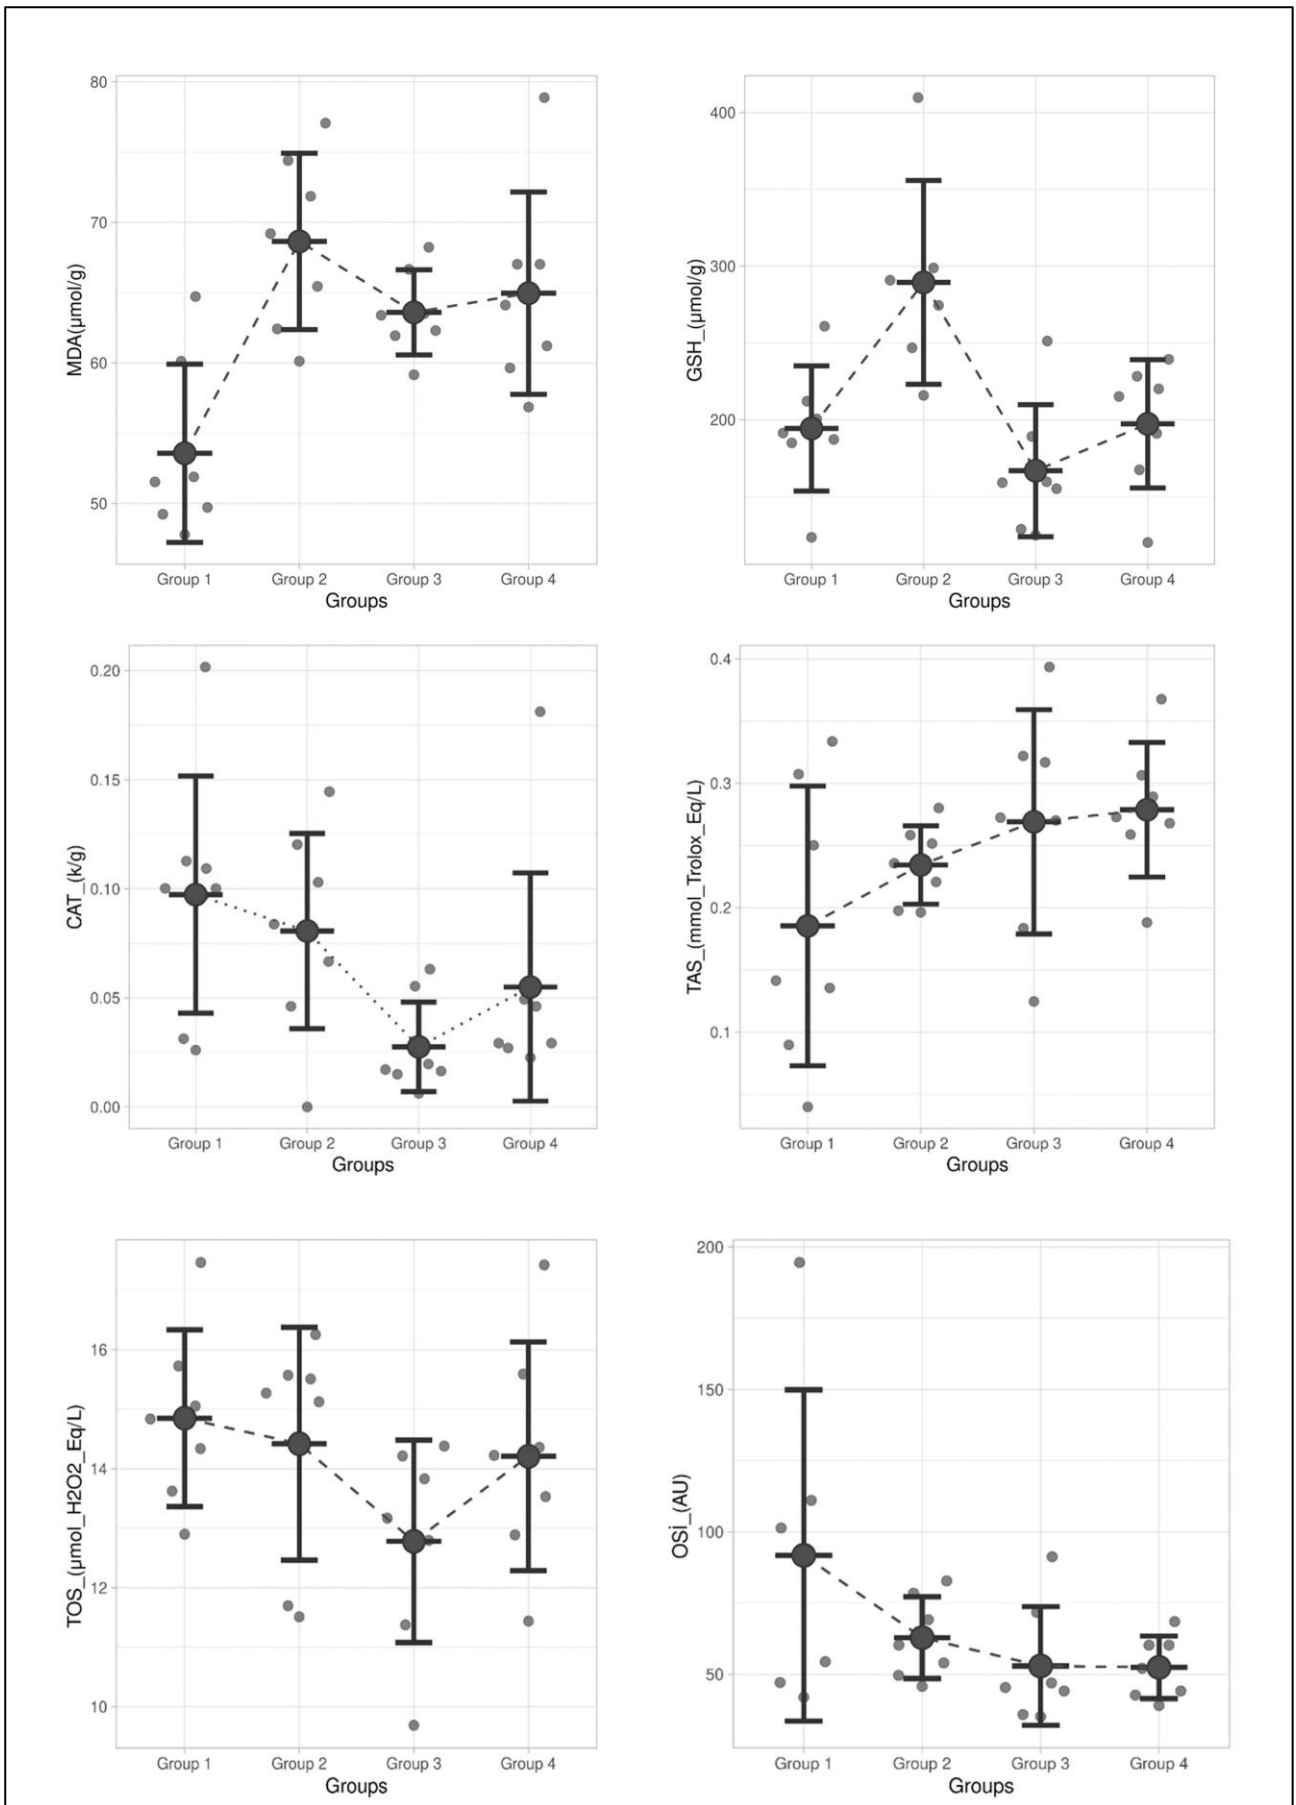 80
70
60
50
MDA(µmol/g)
Group 1 Group 2 Group 3 Group 4
Groups
400
300
200
GSH_(µmol/g)
Group 1 Group 2 Group 3 Group 4
Groups
0.20
0.15
0.10
0.05
0.00
CAT_(k/g)
Group 1 Group 2 Group 3 Group 4
Groups
0.4
0.3
0.2
0.1
TAS_(mmol_Trolox_Eq/L)
Group 1 Group 2 Group 3 Group 4
Groups
16
14
12
10
TOS_(µmol_H2O2_Eq/L)
Group 1 Group 2 Group 3 Group 4
Groups
200
150
100
50
OSİ_(AU)
Group 1 Group 2 Group 3 Group 4
Groups